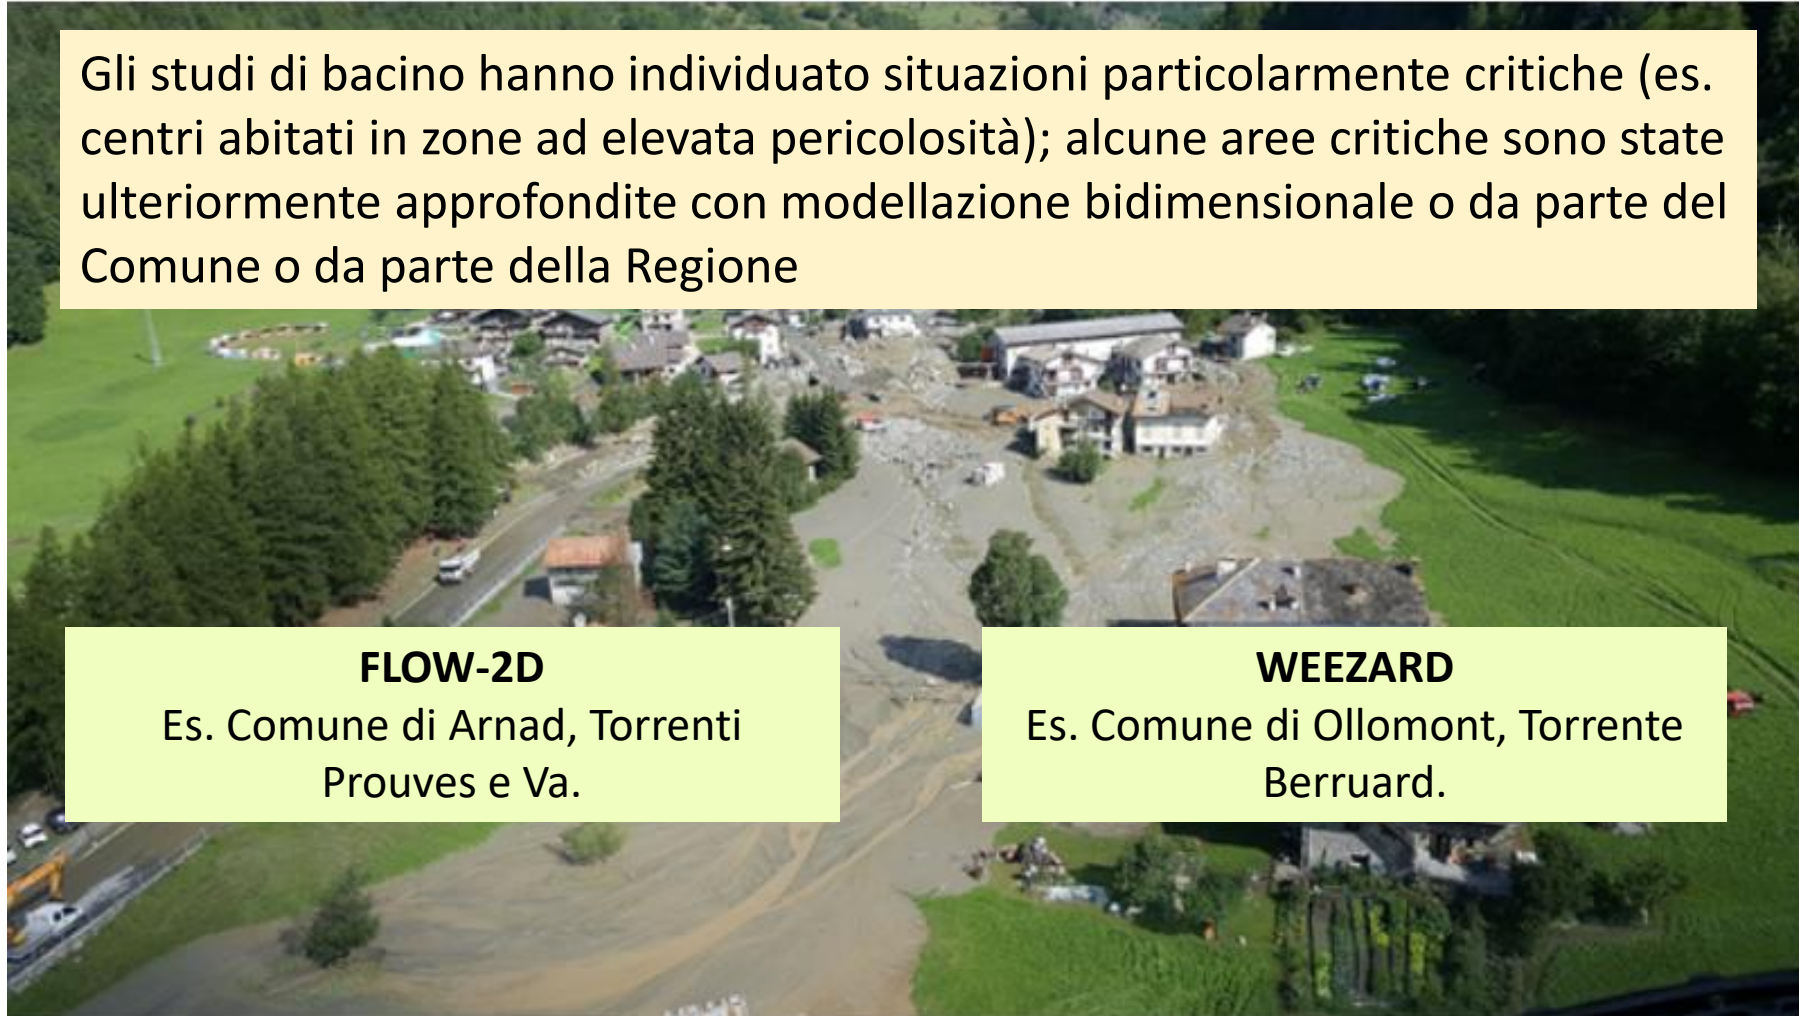 Gli studi di bacino hanno individuato situazioni particolarmente critiche (es.
centri abitati in zone ad elevata pericolosità); alcune aree critiche sono state
ulteriormente approfondite con modellazione bidimensionale o da parte del
Comune o da parte della Regione
FLOW-2D
Es. Comune di Arnad, Torrenti
Prouves e Va.
WEEZARD
Es. Comune di Ollomont, Torrente
Berruard.